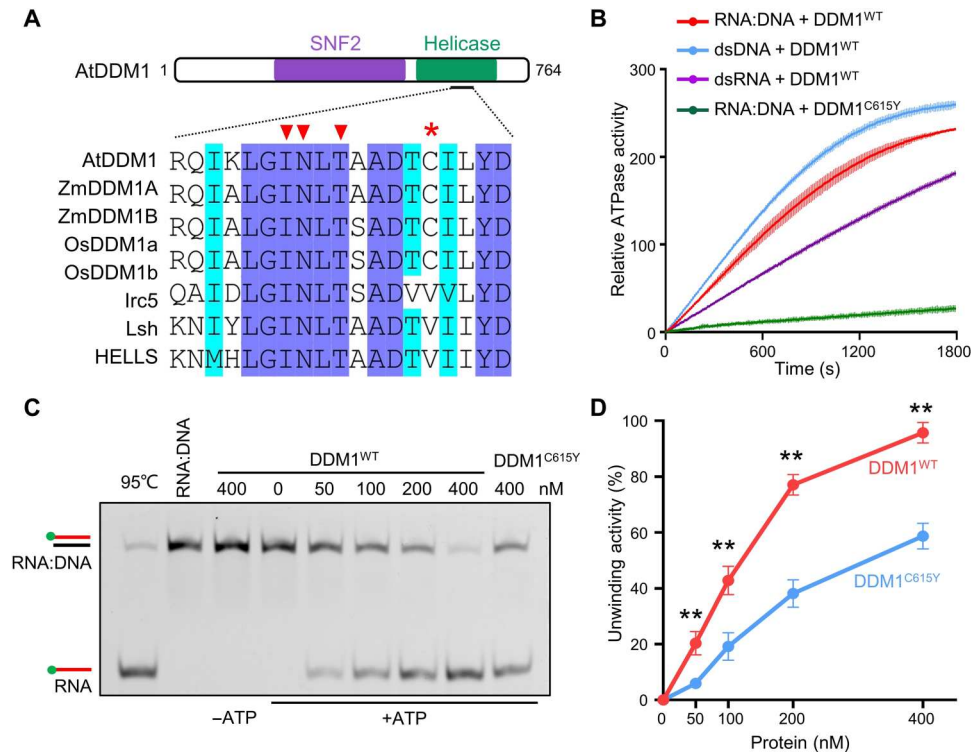 A
SNF2
Helicase
AtDDM1
1
764
*
AtDDM1
ZmDDM1A
ZmDDM1B
OsDDM1a
OsDDM1b
Irc5
Lsh
HELLS
RQIKLGINLTAADTCILYD
RQIALGINLTAADTCILYD
RQIALGINLTSADTCILYD
RQIALGINLTSADTCILYD
QAIDLGINLTSADVVVLYD
KNIYLGINLTSADTVIIYD
KNMHLGINLTSADTVIIYD
B
RNA:DNA + DDM1WT
dsDNA + DDM1WT
dsRNA + DDM1WT
RNA:DNA + DDM1C615Y
Relative ATPase activity
300
200
100
0
0 600 1200 1800
Time (s)
C
95℃
RNA:DNA
DDM1WT
DDM1C615Y
400 0 50 100 200 400 400 nM
RNA:DNA
RNA
–ATP +ATP
D
Unwinding activity (%)
100
80
60
40
20
0
**
**
**
**
DDM1WT
DDM1C615Y
0 50 100 200 400
Protein (nM)